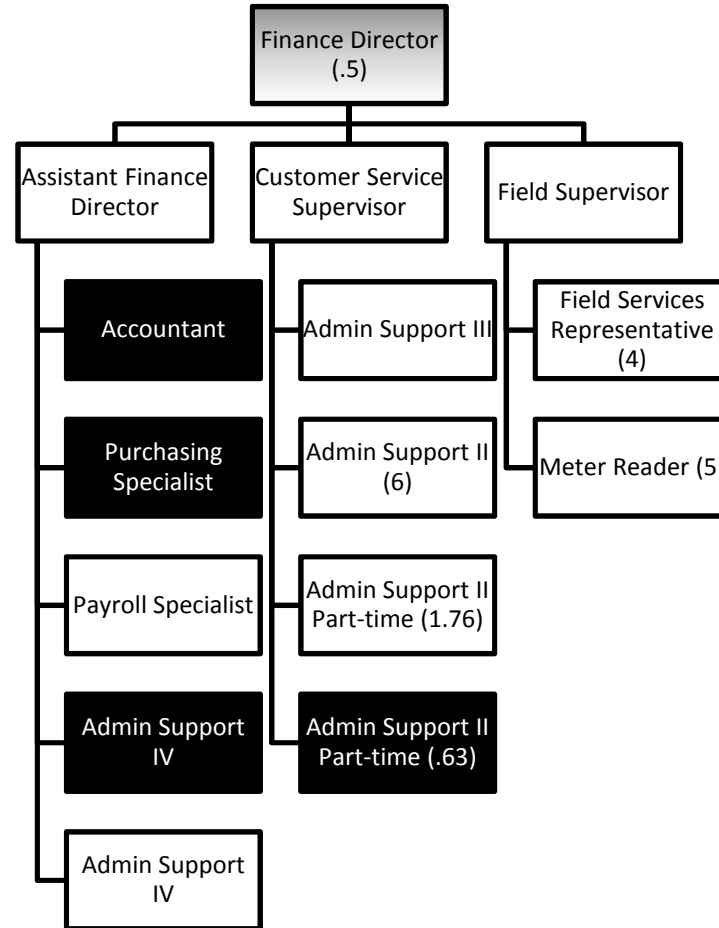 Finance Director
(.5)
Assistant Finance
Director
Customer Service
Supervisor
Field Supervisor
Accountant
Purchasing
Specialist
Payroll Specialist
Admin Support
IV
Admin Support
IV
Admin Support III
Admin Support II
(6)
Admin Support II
Part-time (1.76)
Admin Support II
Part-time (.63)
Field Services
Representative
(4)
Meter Reader (5